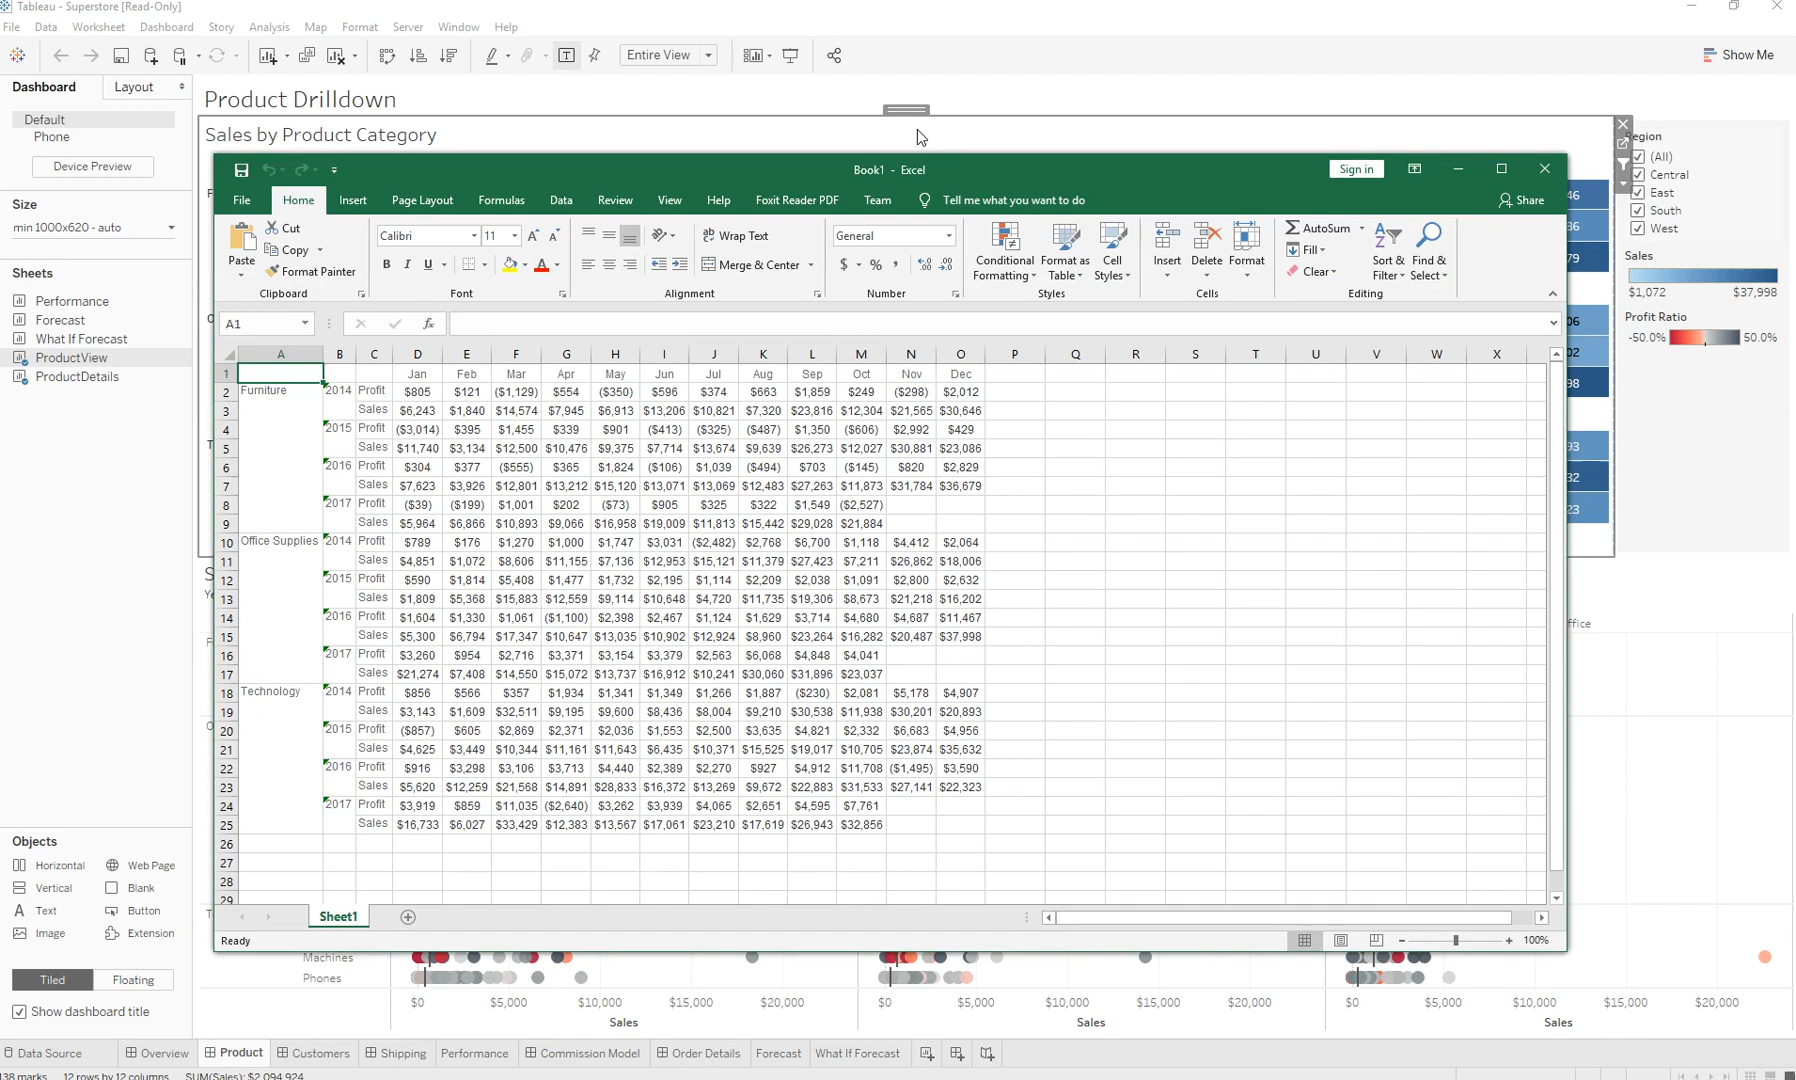 Tableau - Superstore [Read-Only]
File Data Worksheet Dashboard Story Analysis Map Format Server Window Help
Entire View
Show Me
Dashboard Layout
Default
Phone
Device Preview
Size
min 1000x620 - auto
Sheets
Performance
Forecast
What If Forecast
ProductView
ProductDetails
Objects
Horizontal Web Page
Vertical Blank
Text Button
Image Extension
Tiled Floating
Show dashboard title
Product Drilldown
Sales by Product Category
Book1 - Excel
Sign in
File Home Insert Page Layout Formulas Data Review View Help Foxit Reader PDF Team Tell me what you want to do Share
Paste
Cut
Copy
Format Painter
Clipboard
Calibri 11
B I U
Font
Wrap Text
Merge & Center
Alignment
General
$ % ,
Number
Conditional Formatting
Format as Table
Cell Styles
Styles
Insert Delete Format
Cells
AutoSum
Fill
Clear
Sort & Filter
Find & Select
Editing
A1 fx
A B C D E F G H I J K L M N O P Q R S T U V W X
1 Jan Feb Mar Apr May Jun Jul Aug Sep Oct Nov Dec
2 Furniture 2014 Profit $805 $121 ($1,129) $554 ($350) $596 $374 $663 $1,859 $249 ($298) $2,012
3 Sales $6,243 $1,840 $14,574 $7,945 $6,913 $13,206 $10,821 $7,320 $23,816 $12,304 $21,565 $30,646
4 2015 Profit ($3,014) $395 $1,455 $339 $901 ($413) ($325) ($487) $1,350 ($606) $2,992 $429
5 Sales $11,740 $3,134 $12,500 $10,476 $9,375 $7,714 $13,674 $9,639 $26,273 $12,027 $30,881 $23,086
6 2016 Profit $304 $377 ($555) $365 $1,824 ($106) $1,039 ($494) $703 ($145) $820 $2,829
7 Sales $7,623 $3,926 $12,801 $13,212 $15,120 $13,071 $13,069 $12,483 $27,263 $11,873 $31,784 $36,679
8 2017 Profit ($39) ($199) $1,001 $202 ($73) $905 $325 $322 $1,549 ($2,527)
9 Sales $5,964 $6,866 $10,893 $9,066 $16,958 $19,009 $11,813 $15,442 $29,028 $21,884
10 Office Supplies 2014 Profit $789 $176 $1,270 $1,000 $1,747 $3,031 ($2,482) $2,768 $6,700 $1,118 $4,412 $2,064
11 Sales $4,851 $1,072 $8,606 $11,155 $7,136 $12,953 $15,121 $11,379 $27,423 $7,211 $26,862 $18,006
12 2015 Profit $590 $1,814 $5,408 $1,477 $1,732 $2,195 $1,114 $2,209 $2,038 $1,091 $2,800 $2,632
13 Sales $1,809 $5,368 $15,883 $12,559 $9,114 $10,648 $4,720 $11,735 $19,306 $8,673 $21,218 $16,202
14 2016 Profit $1,604 $1,330 $1,061 ($1,100) $2,398 $2,467 $1,124 $1,629 $3,714 $4,680 $4,687 $11,467
15 Sales $5,300 $6,794 $17,347 $10,647 $13,035 $10,902 $12,924 $8,960 $23,264 $16,282 $20,487 $37,998
16 2017 Profit $3,260 $954 $2,716 $3,371 $3,154 $3,379 $2,563 $6,068 $4,848 $4,041
17 Sales $21,274 $7,408 $14,550 $15,072 $13,737 $16,912 $10,241 $30,060 $31,896 $23,037
18 Technology 2014 Profit $856 $566 $357 $1,934 $1,341 $1,349 $1,266 $1,887 ($230) $2,081 $5,178 $4,907
19 Sales $3,143 $1,609 $32,511 $9,195 $9,600 $8,436 $8,004 $9,210 $30,538 $11,938 $30,201 $20,893
20 2015 Profit ($857) $605 $2,869 $2,371 $2,036 $1,553 $2,500 $3,635 $4,821 $2,332 $6,683 $4,956
21 Sales $4,625 $3,449 $10,344 $11,161 $11,643 $6,435 $10,371 $15,525 $19,017 $10,705 $23,874 $35,632
22 2016 Profit $916 $3,298 $3,106 $3,713 $4,440 $2,389 $2,270 $927 $4,912 $11,708 ($1,495) $3,590
23 Sales $5,620 $12,259 $21,568 $14,891 $28,833 $16,372 $13,269 $9,672 $22,883 $31,533 $27,141 $22,323
24 2017 Profit $3,919 $859 $11,035 ($2,640) $3,262 $3,939 $4,065 $2,651 $4,595 $7,761
25 Sales $16,733 $6,027 $33,429 $12,383 $13,567 $17,061 $23,210 $17,619 $26,943 $32,856
26
27
28
29
Sheet1
Ready
100%
Region
(All)
Central
East
South
West
Sales
$1,072 $37,998
Profit Ratio
-50.0% 50.0%
46
86
79
06
02
98
93
32
23
ffice
Machines
Phones
$0 $5,000 $10,000 $15,000 $20,000 $0 $5,000 $10,000 $15,000 $20,000 $0 $5,000 $10,000 $15,000 $20,000
Sales Sales Sales
Data Source Overview Product Customers Shipping Performance Commission Model Order Details Forecast What If Forecast
138 marks 12 rows by 12 columns SUM(Sales): $2,094,924